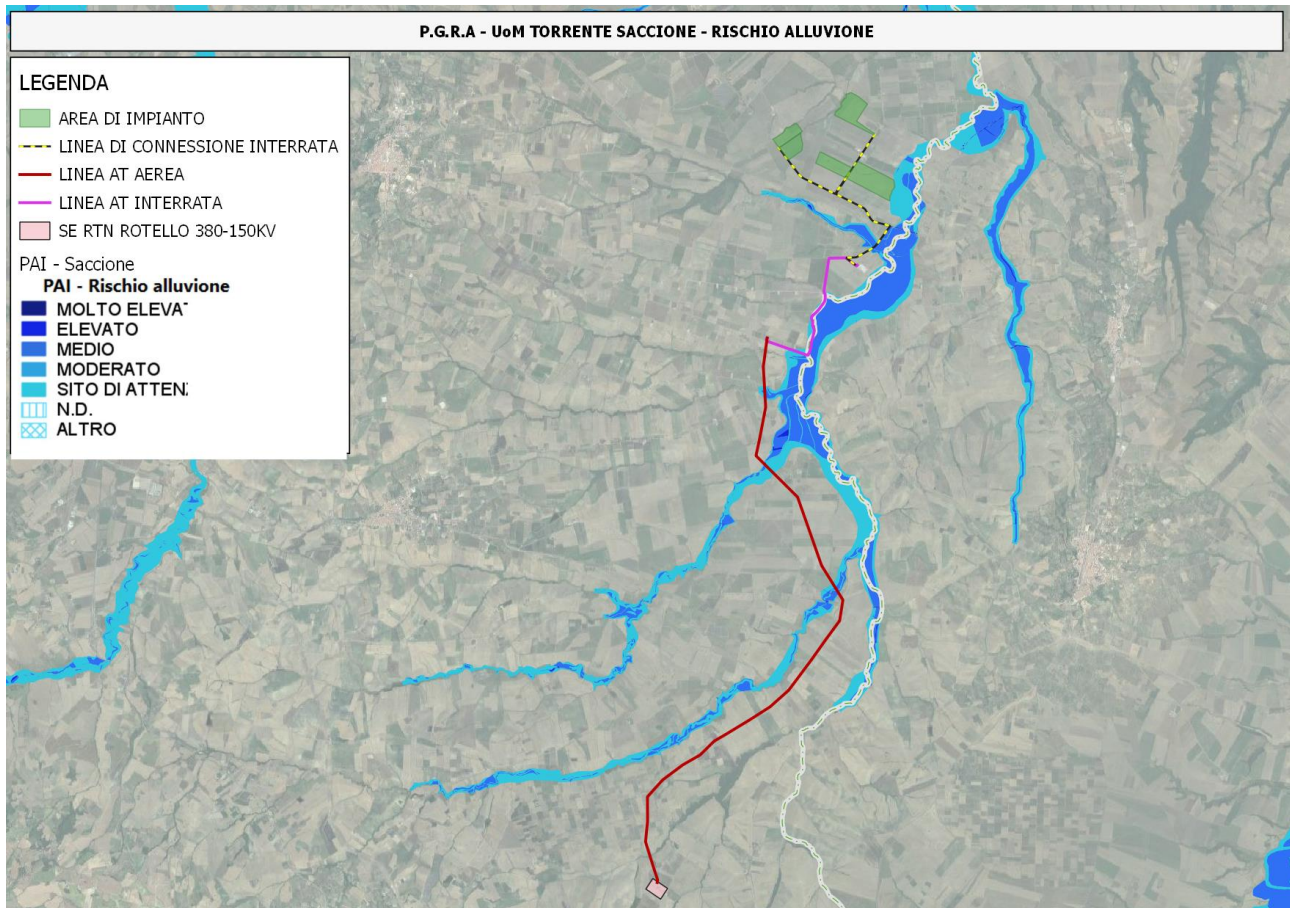 P.G.R.A - UoM TORRENTE SACCIONE - RISCHIO ALLUVIONE
LEGENDA
AREA DI IMPIANTO
LINEA DI CONNESSIONE INTERRATA
LINEA AT AEREA
LINEA AT INTERRATA
SE RTN ROTELLO 380-150KV
PAI - Saccione
PAI - Rischio alluvione
MOLTO ELEVA
ELEVATO
MEDIO
MODERATO
SITO DI ATTEN
N.D.
ALTRO